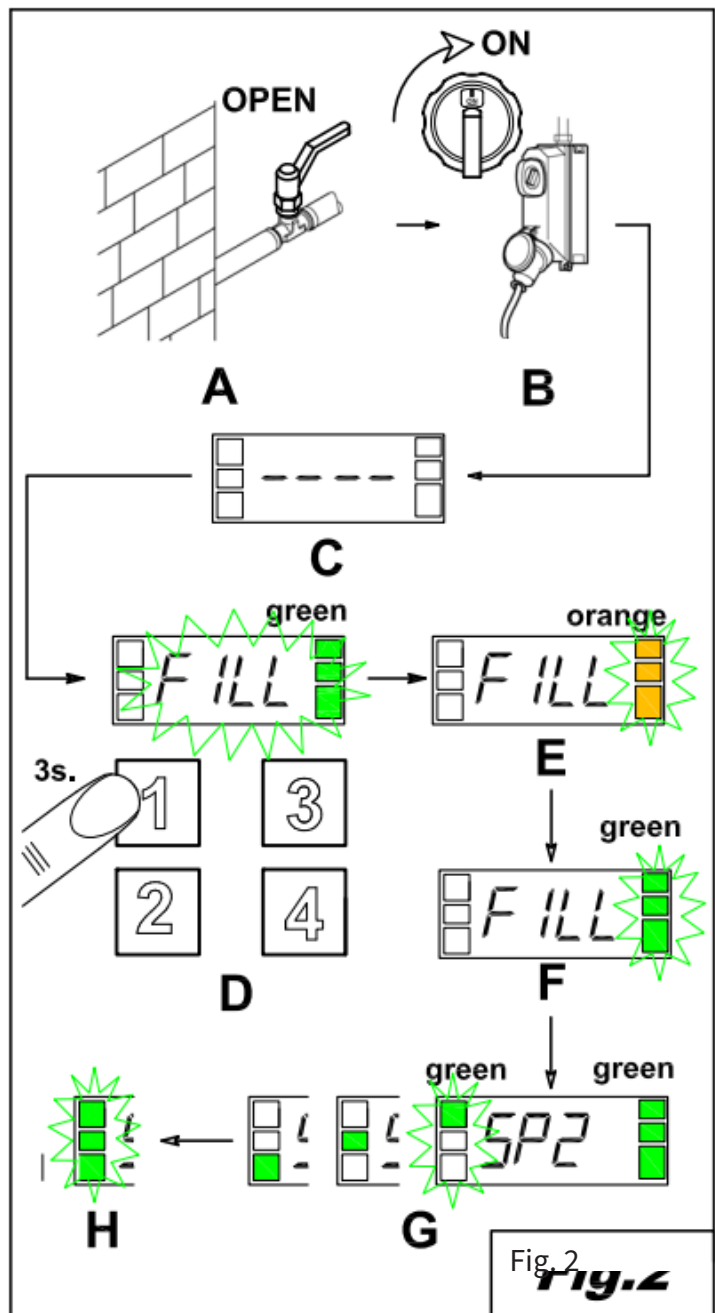 ON
OPEN
A
B
- - - -
C
green
FILL
orange
FILL
3s.
1
3
E
green
2
4
FILL
D
F
green
green
SP2
H
G
Fig. 2
Fig.2